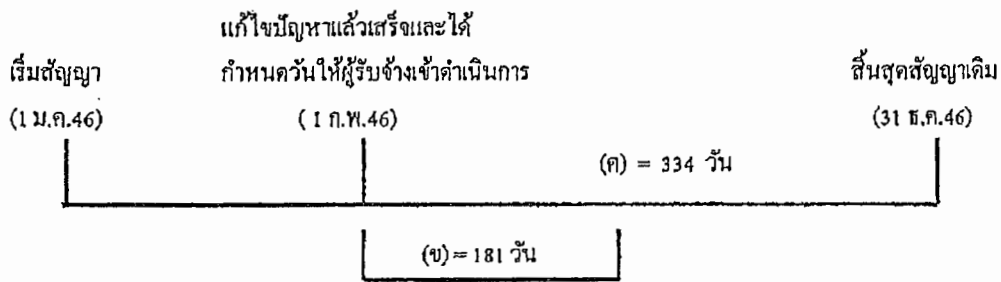 แก้ไขปัญหาแล้วเสร็จและได้
เริ่มสัญญา กำหนดวันให้ผู้รับจ้างเข้าดำเนินการ สิ้นสุดสัญญาเดิม
(1 ม.ค.46) ( 1 ก.พ.46) (31 ธ.ค.46)
(ค) = 334 วัน
(ข) = 181 วัน